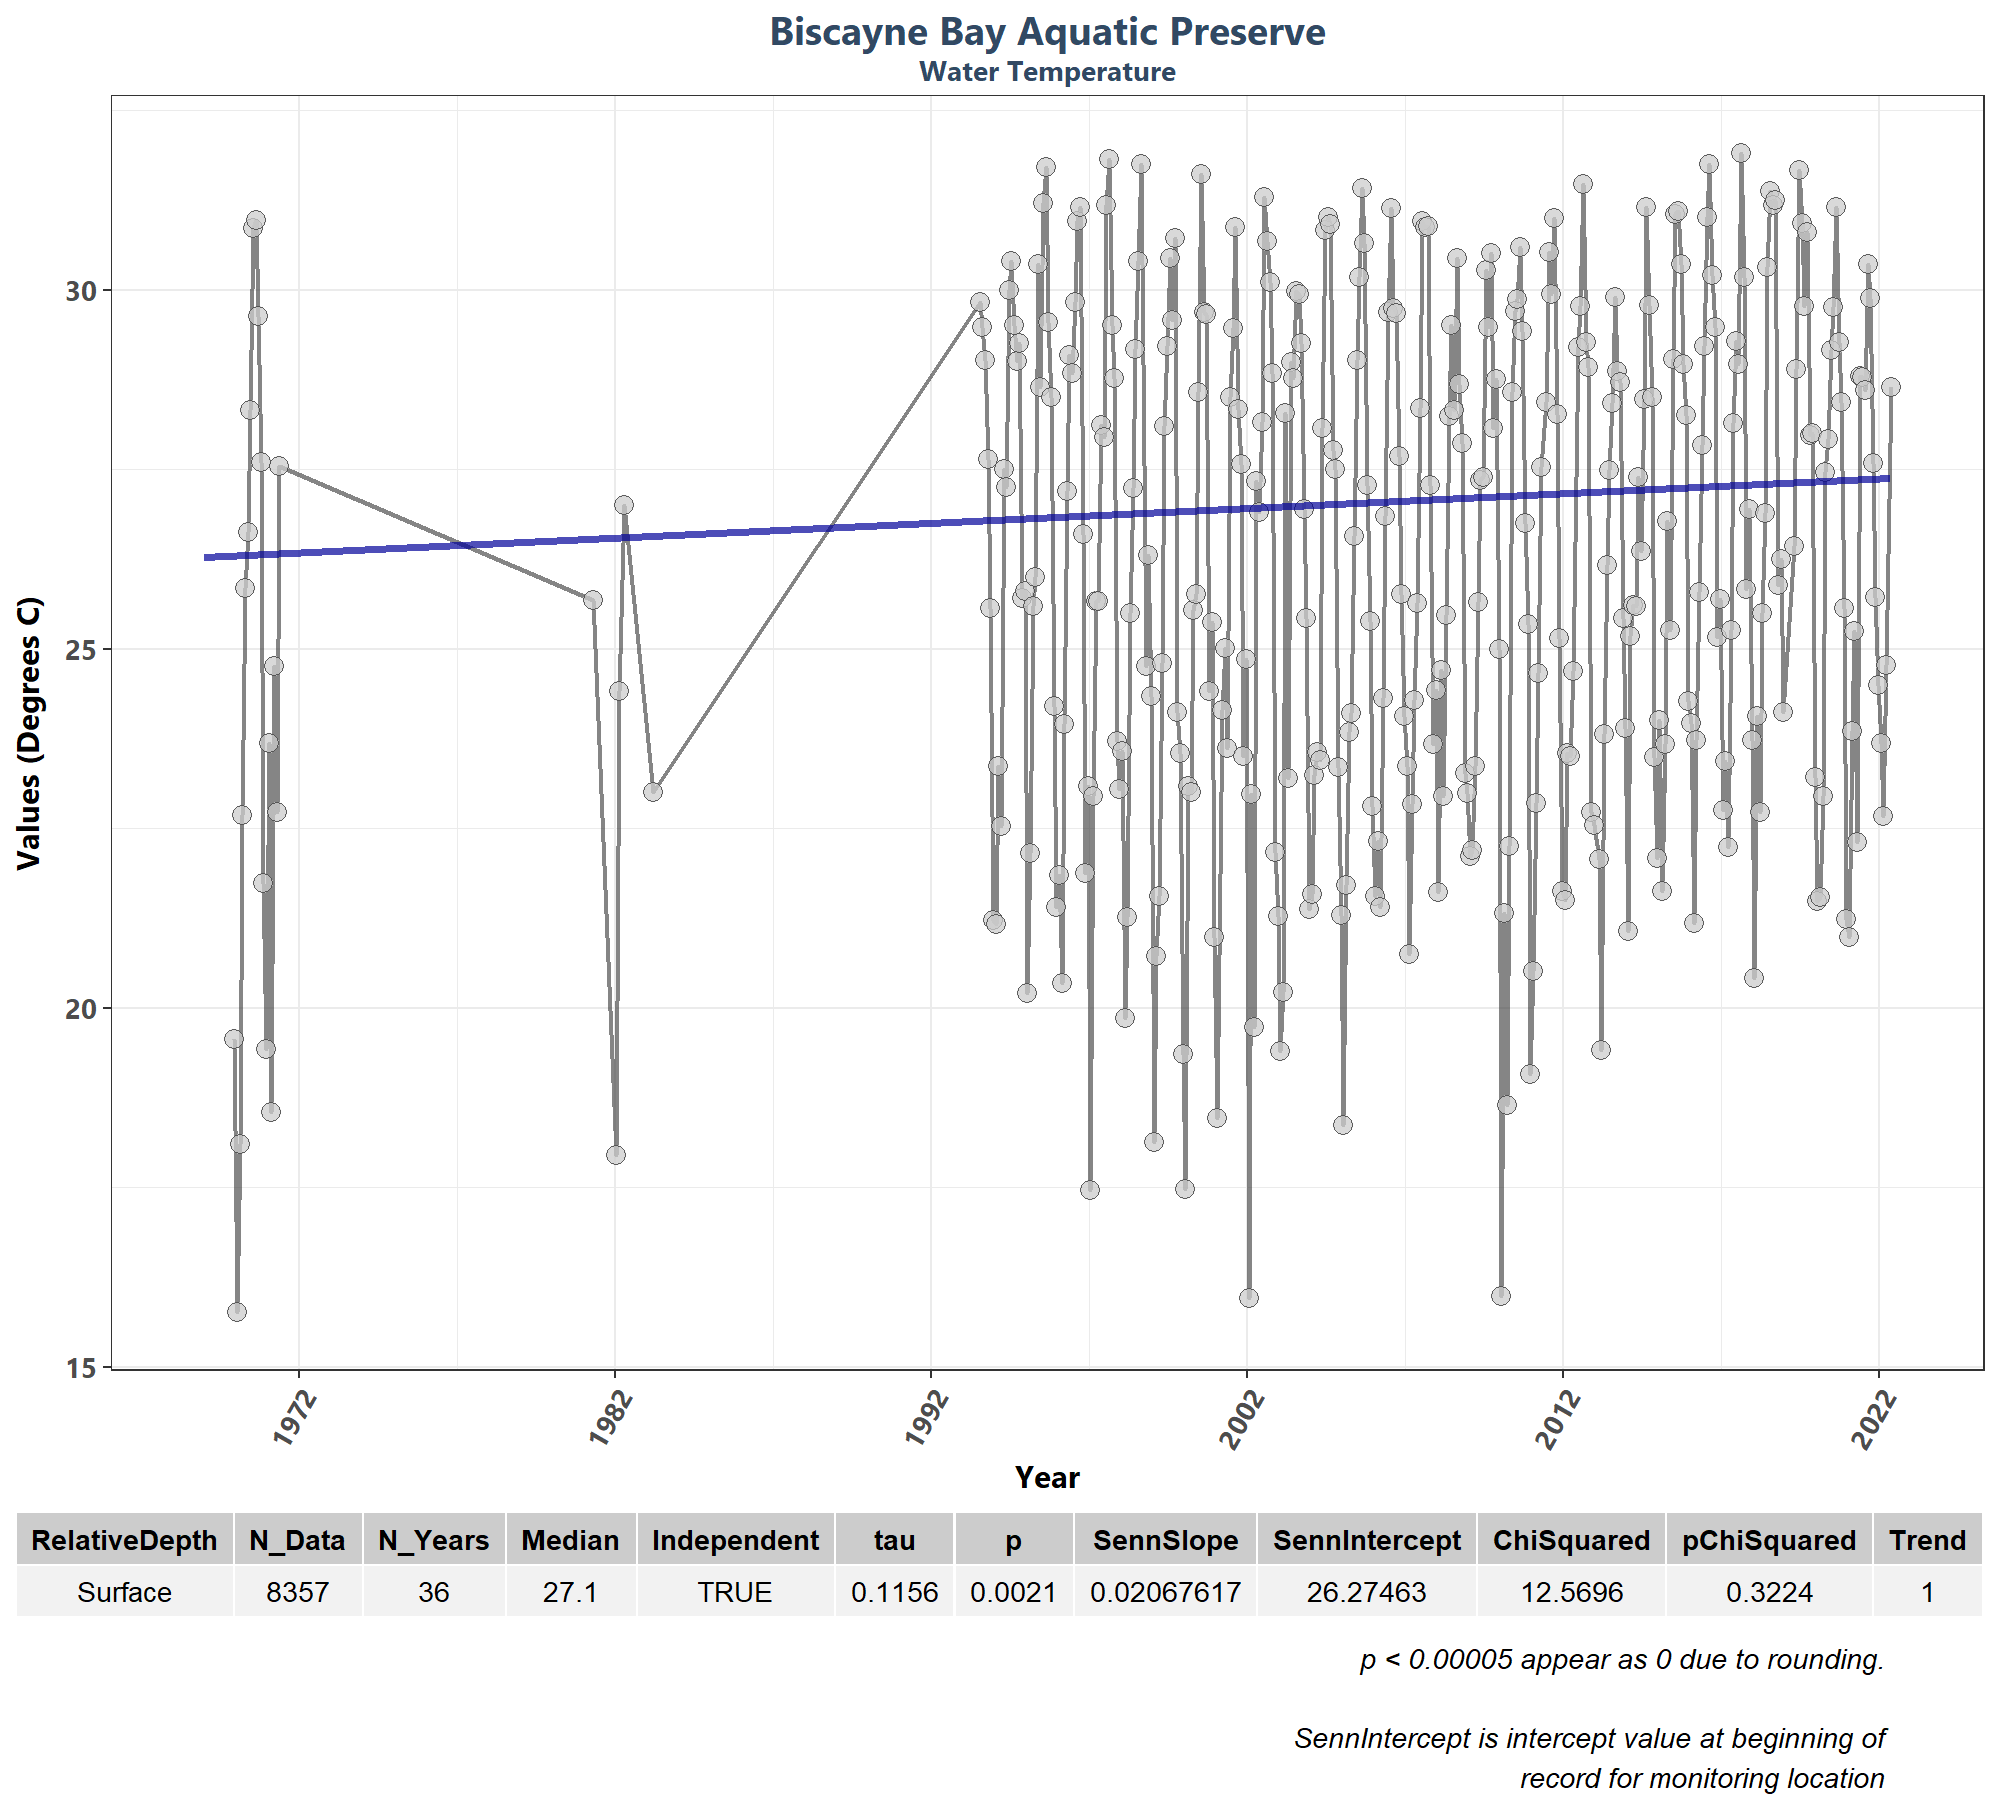 Biscayne Bay Aquatic Preserve
Water Temperature
Values (Degrees C)
30
25
20
15
1972 1982 1992 2002 2012 2022
Year
RelativeDepth N_Data N_Years Median Independent tau p SennSlope SennIntercept ChiSquared pChiSquared Trend
Surface 8357 36 27.1 TRUE 0.1156 0.0021 0.02067617 26.27463 12.5696 0.3224 1
p < 0.00005 appear as 0 due to rounding.
SennIntercept is intercept value at beginning of
record for monitoring location